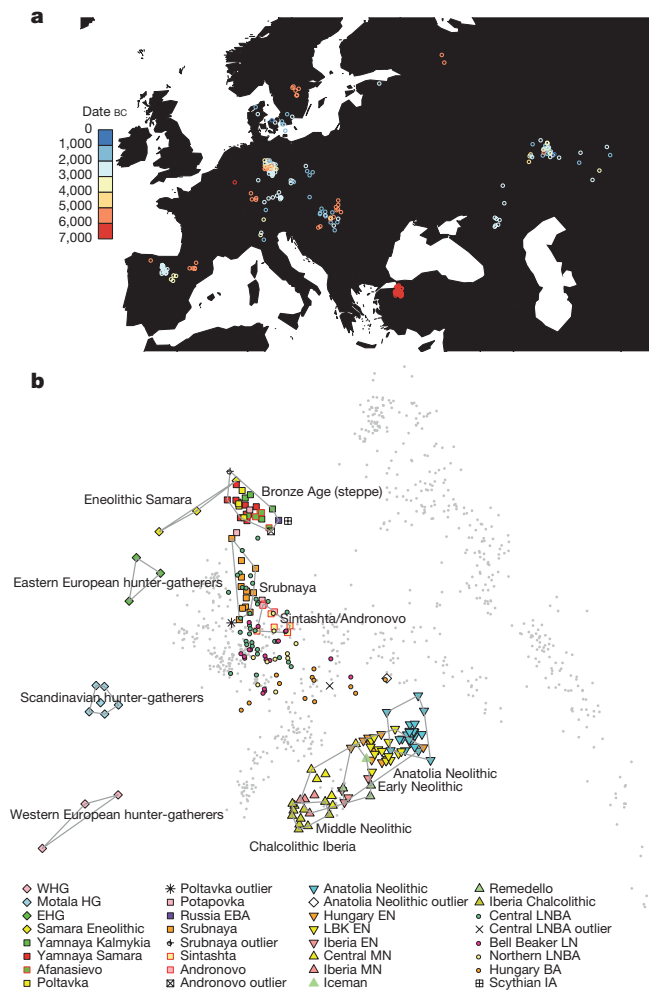 a
Date BC
0
1,000
2,000
3,000
4,000
5,000
6,000
7,000
b
Bronze Age (steppe)
Eneolithic Samara
Eastern European hunter-gatherers
Srubnaya
Sintashta/Andronovo
Scandinavian hunter-gatherers
Anatolia Neolithic
Early Neolithic
Western European hunter-gatherers
Middle Neolithic
Chalcolithic Iberia
WHG
Motala HG
EHG
Samara Eneolithic
Yamnaya Kalmykia
Yamnaya Samara
Afanasievo
Poltavka
Poltavka outlier
Potapovka
Russia EBA
Srubnaya
Srubnaya outlier
Sintashta
Andronovo
Andronovo outlier
Anatolia Neolithic
Anatolia Neolithic outlier
Hungary EN
LBK EN
Iberia EN
Central MN
Iberia MN
Iceman
Remedello
Iberia Chalcolithic
Central LNBA
Central LNBA outlier
Bell Beaker LN
Northern LNBA
Hungary BA
Scythian IA